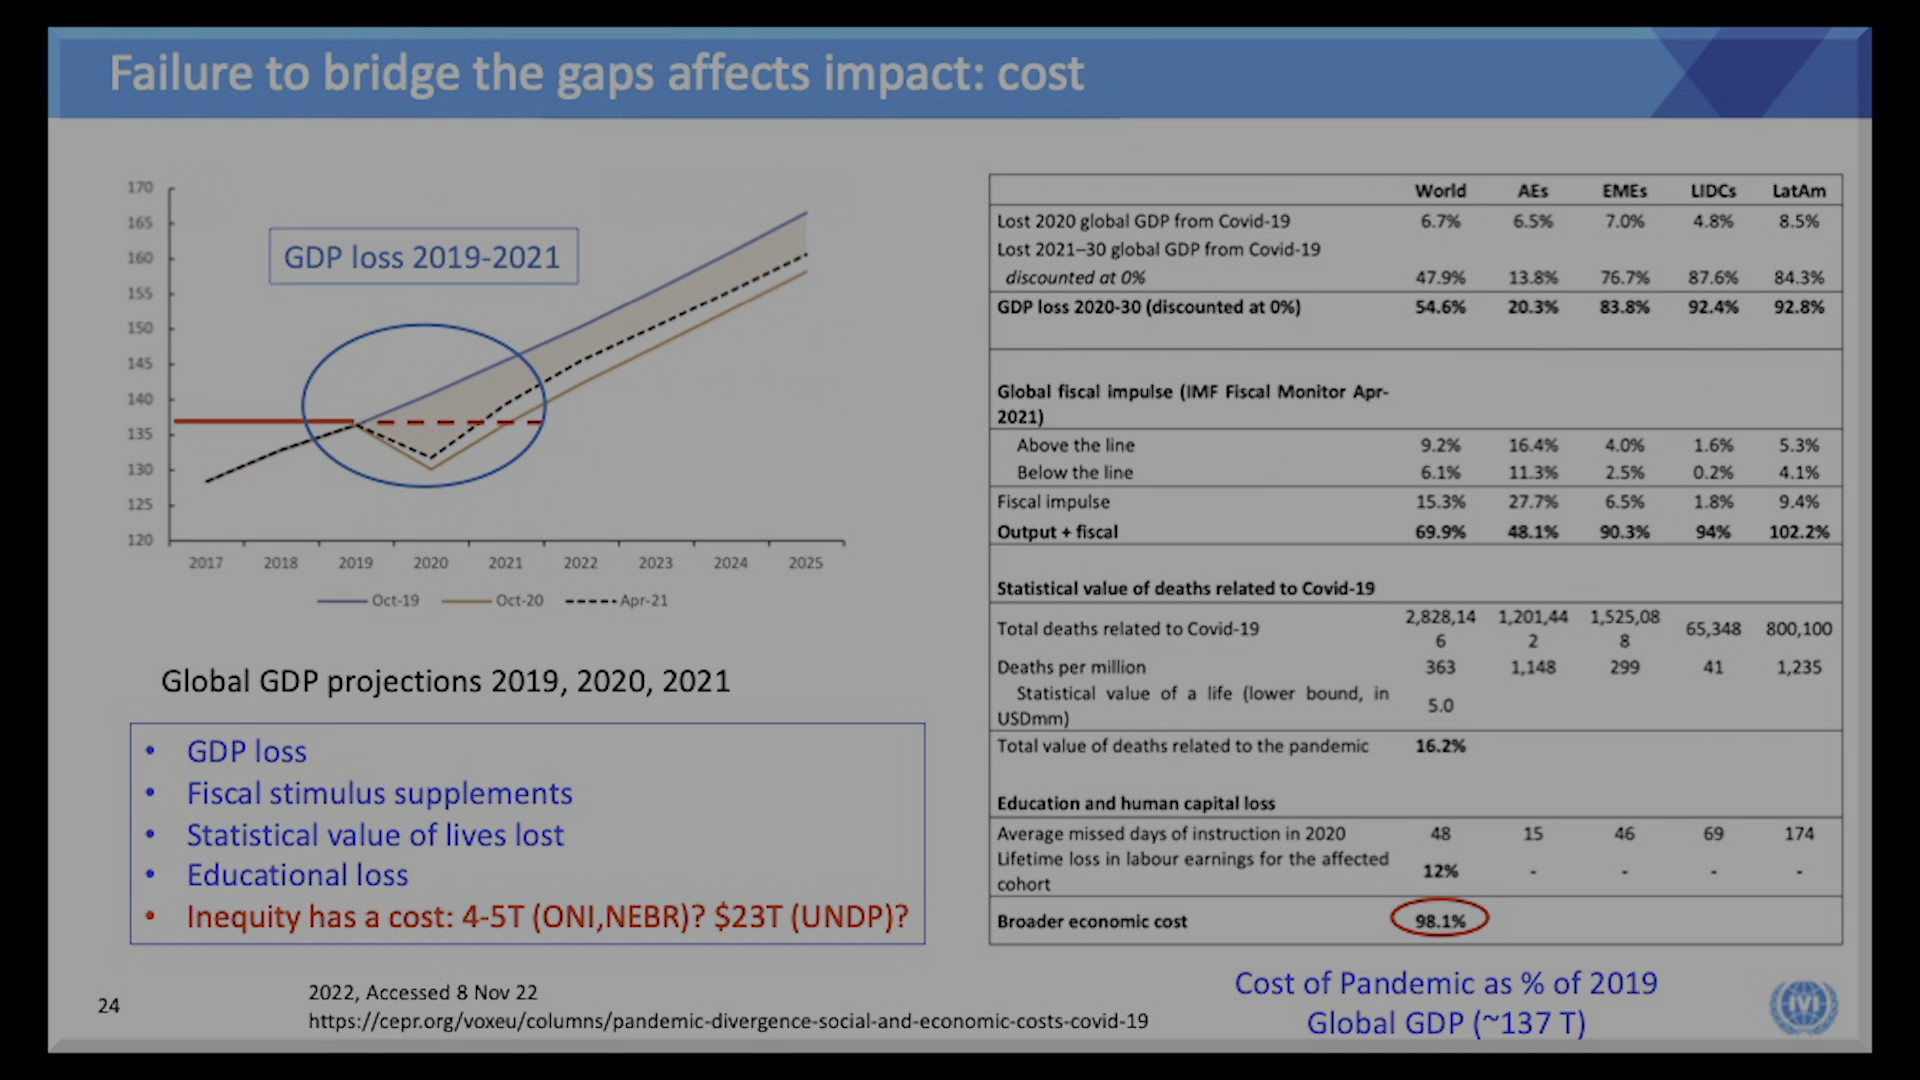 Failure to bridge the gaps affects impact: cost
170
165
160
155
150
145
140
135
130
125
120
GDP loss 2019-2021
2017 2018 2019 2020 2021 2022 2023 2024 2025
Oct-19 Oct-20 Apr-21
Global GDP projections 2019, 2020, 2021
• GDP loss
• Fiscal stimulus supplements
• Statistical value of lives lost
• Educational loss
• Inequity has a cost: 4-5T (ONI,NEBR)? $23T (UNDP)?
World AEs EMEs LIDCs LatAm
Lost 2020 global GDP from Covid-19 6.7% 6.5% 7.0% 4.8% 8.5%
Lost 2021–30 global GDP from Covid-19
discounted at 0% 47.9% 13.8% 76.7% 87.6% 84.3%
GDP loss 2020-30 (discounted at 0%) 54.6% 20.3% 83.8% 92.4% 92.8%
Global fiscal impulse (IMF Fiscal Monitor Apr-
2021)
Above the line 9.2% 16.4% 4.0% 1.6% 5.3%
Below the line 6.1% 11.3% 2.5% 0.2% 4.1%
Fiscal impulse 15.3% 27.7% 6.5% 1.8% 9.4%
Output + fiscal 69.9% 48.1% 90.3% 94% 102.2%
Statistical value of deaths related to Covid-19
2,828,14 1,201,44 1,525,08
Total deaths related to Covid-19 65,348 800,100
6 2 8
Deaths per million 363 1,148 299 41 1,235
Statistical value of a life (lower bound, in
USDmm) 5.0
Total value of deaths related to the pandemic 16.2%
Education and human capital loss
Average missed days of instruction in 2020 48 15 46 69 174
Lifetime loss in labour earnings for the affected
cohort 12% - - - -
Broader economic cost 98.1%
Cost of Pandemic as % of 2019
Global GDP (~137 T)
24
2022, Accessed 8 Nov 22
https://cepr.org/voxeu/columns/pandemic-divergence-social-and-economic-costs-covid-19
IVI